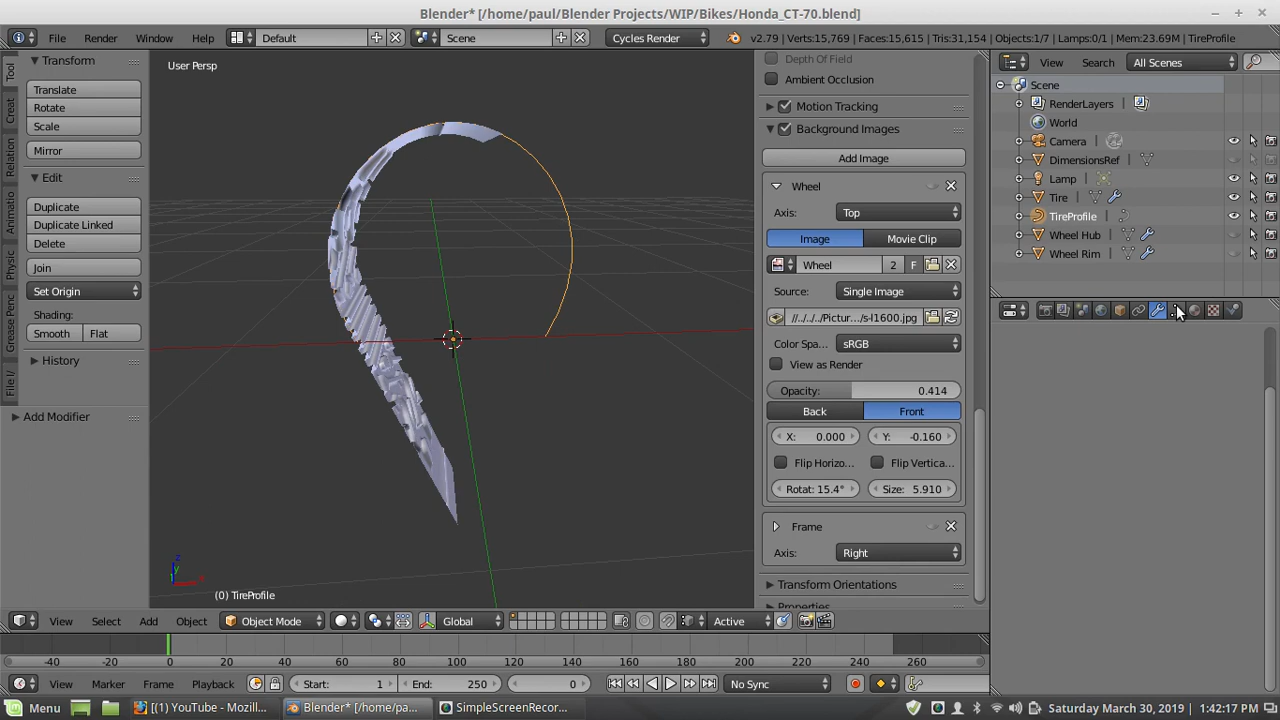 Blender* [/home/paul/Blender Projects/WIP/Bikes/Honda_CT-70.blend]
File Render Window Help Default Scene Cycles Render v2.79 | Verts:15,769 | Faces:15,615 | Tris:31,154 | Objects:1/7 | Lamps:0/1 | Mem:23.69M | TireProfile
Tool
Creat
Relation
Animatio
Physic
Grease Penc
File I/
Transform
Translate
Rotate
Scale
Mirror
Edit
Duplicate
Duplicate Linked
Delete
Join
Set Origin
Shading:
Smooth Flat
History
Add Modifier
User Persp
(0) TireProfile
Depth Of Field
Ambient Occlusion
Motion Tracking
Background Images
Add Image
Wheel
Axis: Top
Image Movie Clip
Wheel 2 F
Source: Single Image
//../../../Pictur.../s-l1600.jpg
Color Spa... sRGB
View as Render
Opacity: 0.414
Back Front
X: 0.000 Y: -0.160
Flip Horizo... Flip Vertica...
Rotat: 15.4° Size: 5.910
Frame
Axis: Right
Transform Orientations
Properties
View Search All Scenes
Scene
RenderLayers
World
Camera
DimensionsRef
Lamp
Tire
TireProfile
Wheel Hub
Wheel Rim
View Select Add Object Object Mode Global Active
-40 -20 0 20 40 60 80 100 120 140 160 180 200 220 240 260
View Marker Frame Playback Start: 1 End: 250 0 No Sync
Menu [(1) YouTube - Mozill... Blender* [/home/pa... SimpleScreenRecor... Saturday March 30, 2019 | 1:42:17 PM